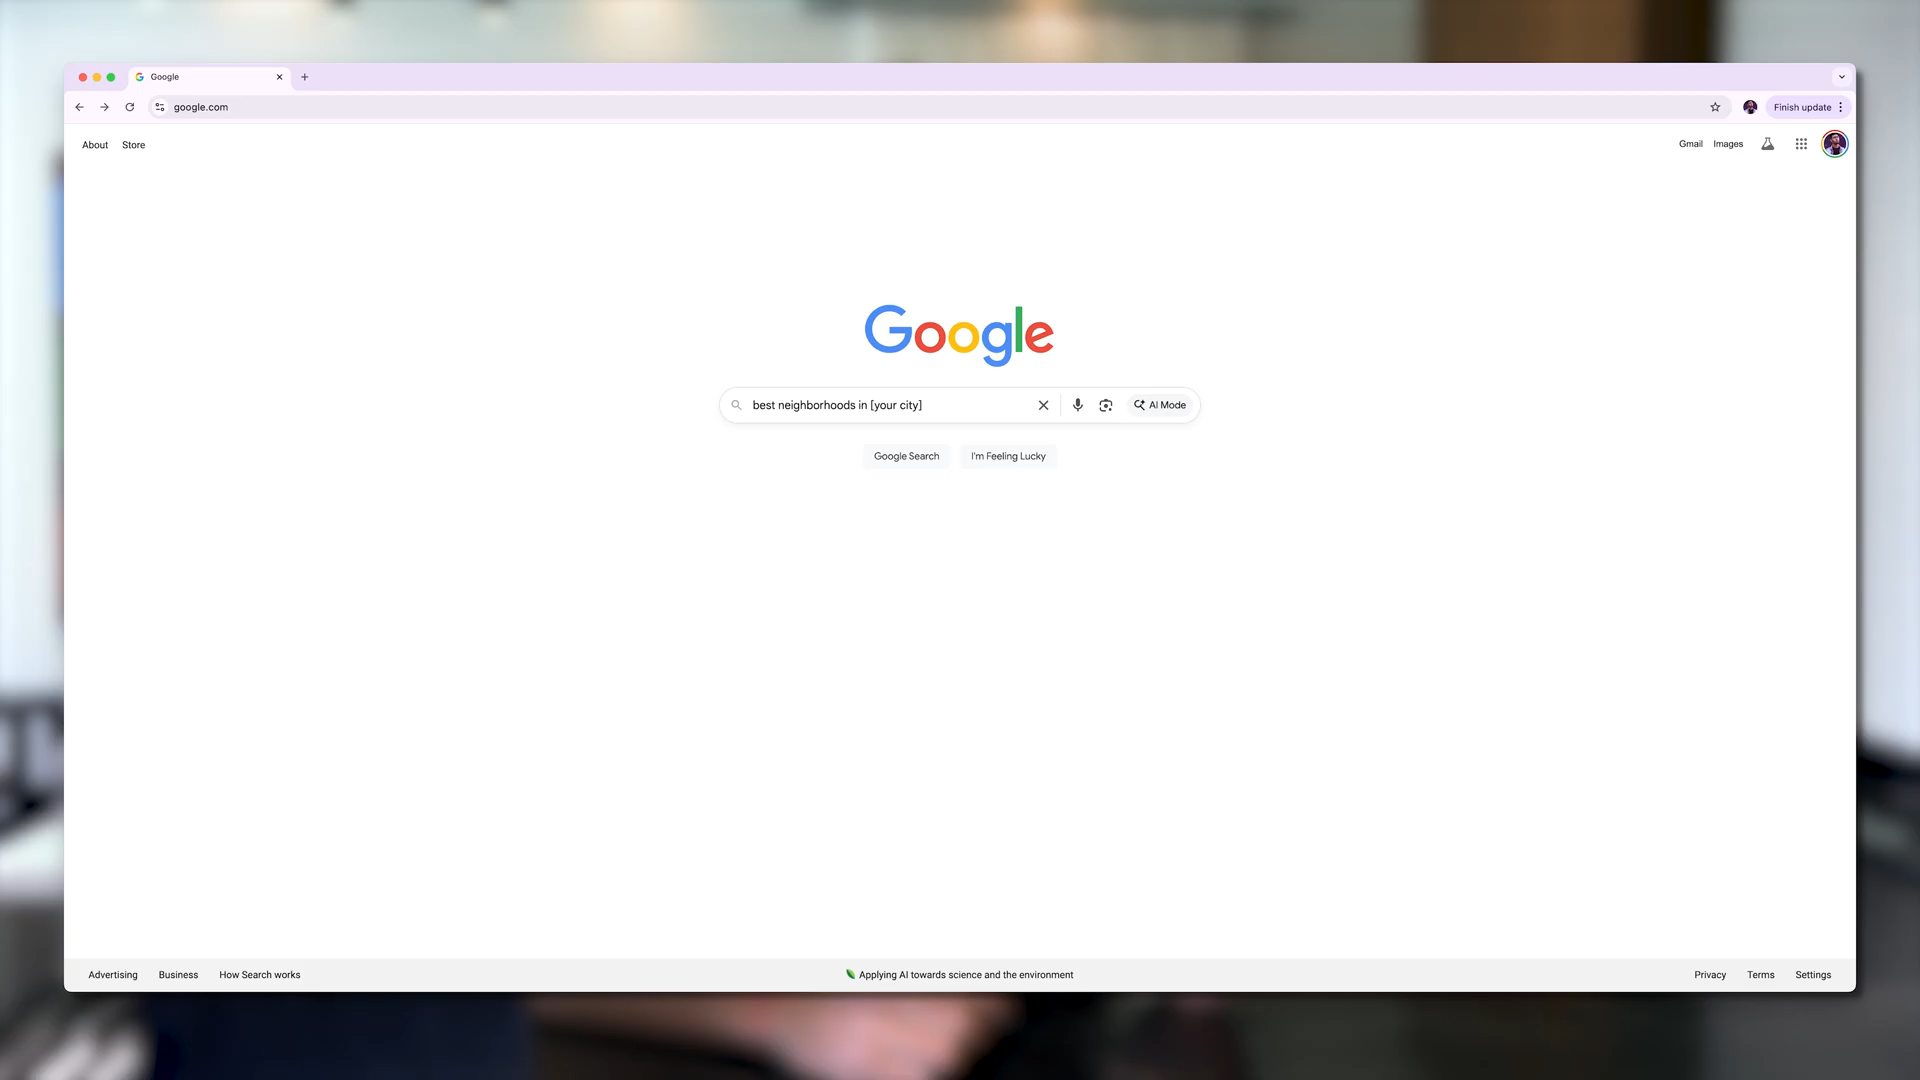 Google
google.com
Finish update
About Store
Gmail Images
Google
best neighborhoods in [your city]
AI Mode
Google Search I'm Feeling Lucky
Advertising Business How Search works
Applying AI towards science and the environment
Privacy Terms Settings